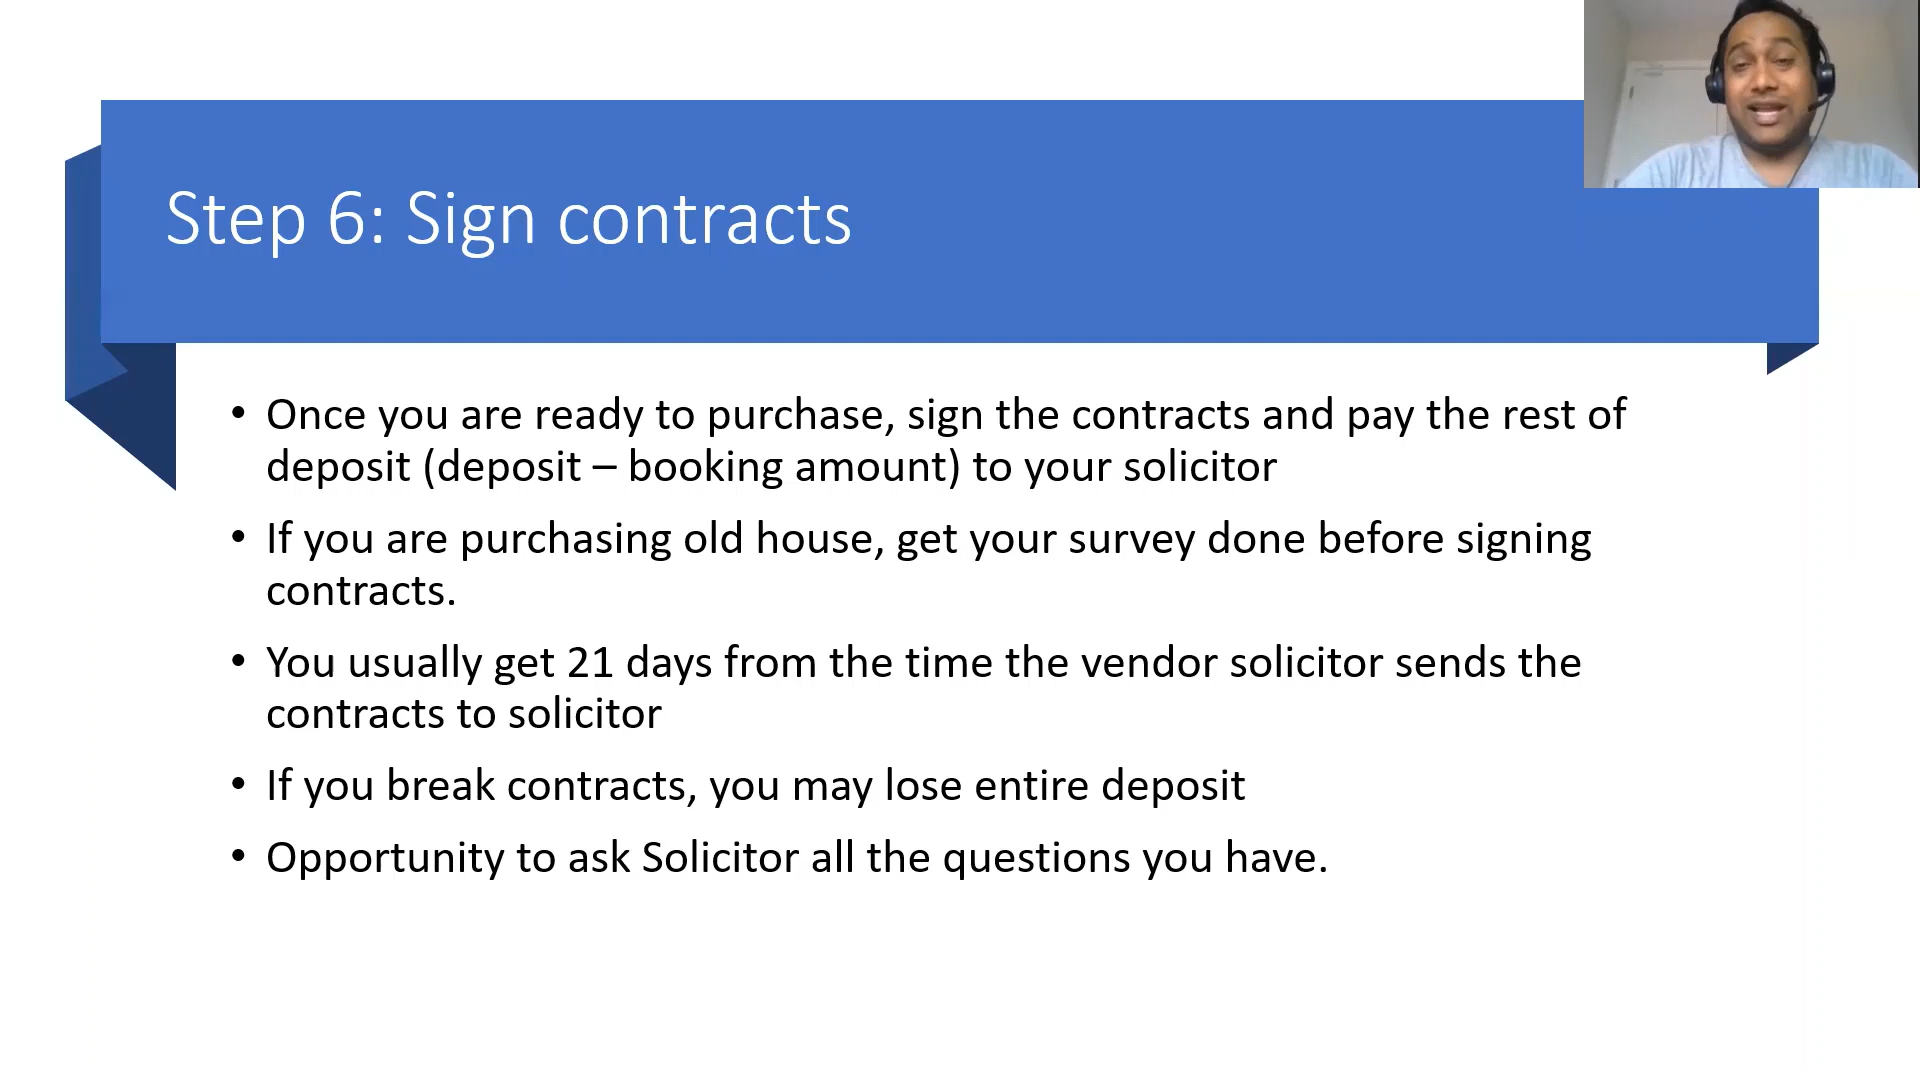 Step 6: Sign contracts
• Once you are ready to purchase, sign the contracts and pay the rest of
deposit (deposit – booking amount) to your solicitor
• If you are purchasing old house, get your survey done before signing
contracts.
• You usually get 21 days from the time the vendor solicitor sends the
contracts to solicitor
• If you break contracts, you may lose entire deposit
• Opportunity to ask Solicitor all the questions you have.